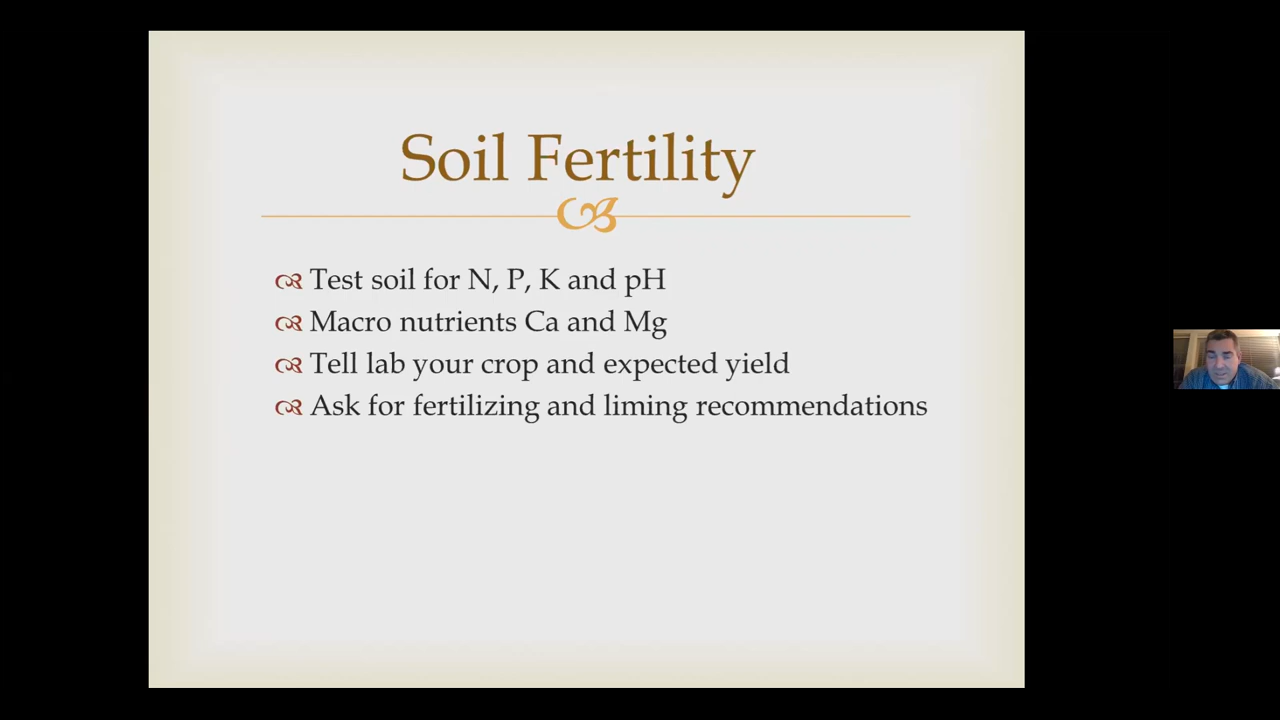 Soil Fertility
Test soil for N, P, K and pH
Macro nutrients Ca and Mg
Tell lab your crop and expected yield
Ask for fertilizing and liming recommendations